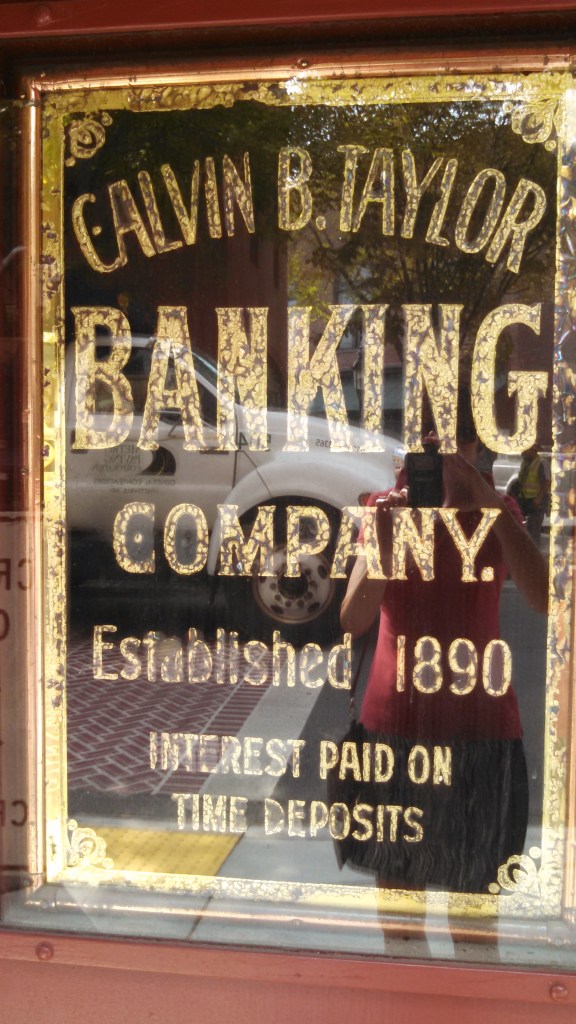 CALVIN B. TAYLOR
BANKING
COMPANY.
Established 1890
INTEREST PAID ON
TIME DEPOSITS